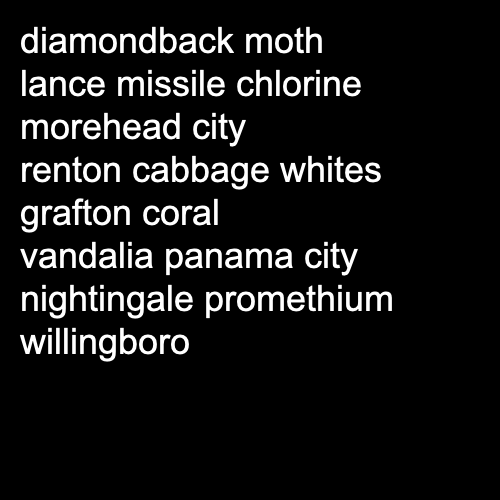 diamondback moth
lance missile chlorine
morehead city
renton cabbage whites
grafton coral
vandalia panama city
nightingale promethium
willingboro